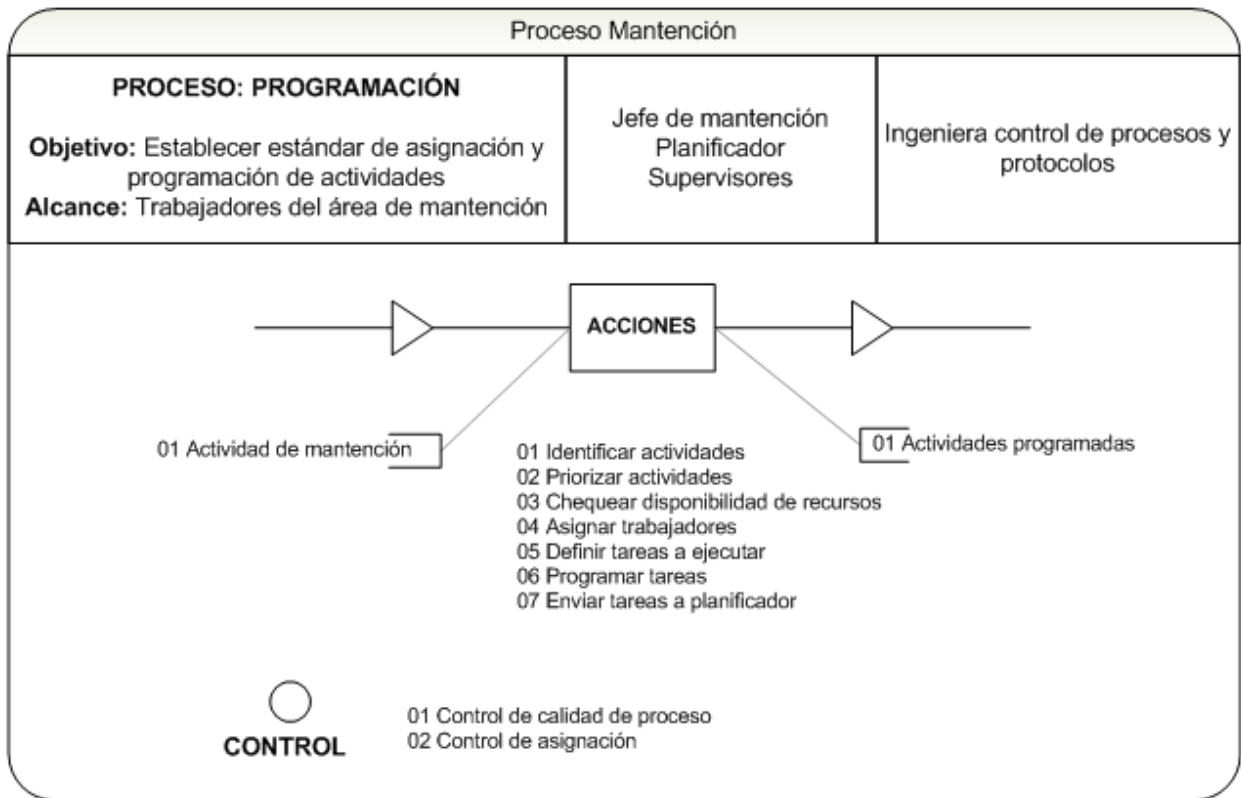 Proceso Mantención
PROCESO: PROGRAMACIÓN
Objetivo: Establecer estándar de asignación y
programación de actividades
Alcance: Trabajadores del área de mantención
Jefe de mantención
Planificador
Supervisores
Ingeniera control de procesos y
protocolos
ACCIONES
01 Actividad de mantención
01 Identificar actividades
02 Priorizar actividades
03 Chequear disponibilidad de recursos
04 Asignar trabajadores
05 Definir tareas a ejecutar
06 Programar tareas
07 Enviar tareas a planificador
01 Actividades programadas
CONTROL
01 Control de calidad de proceso
02 Control de asignación